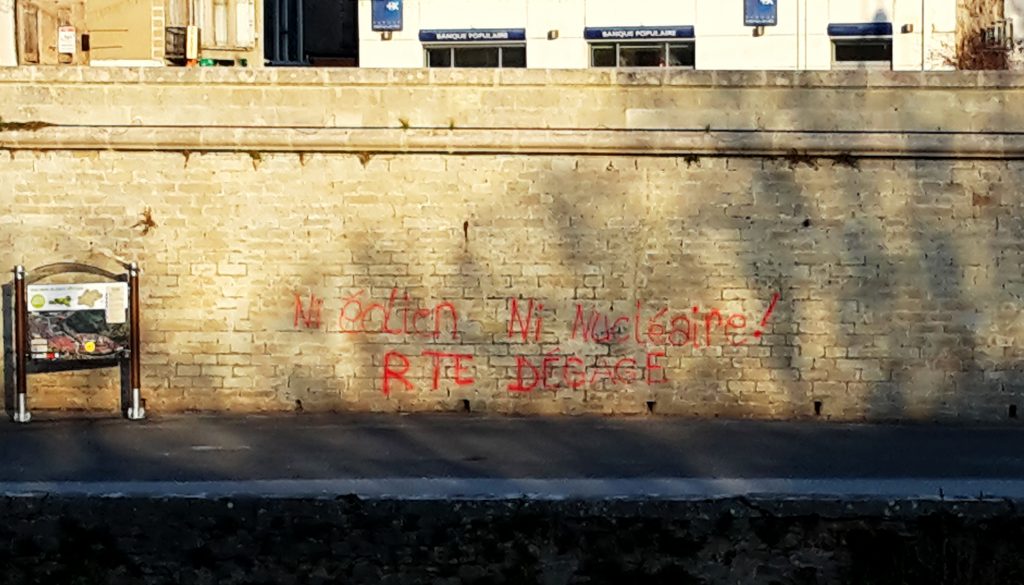 BANQUE POPULAIRE BANQUE POPULAIRE
Ni éolien Ni Nucléaire!
RTE DÉGAGE